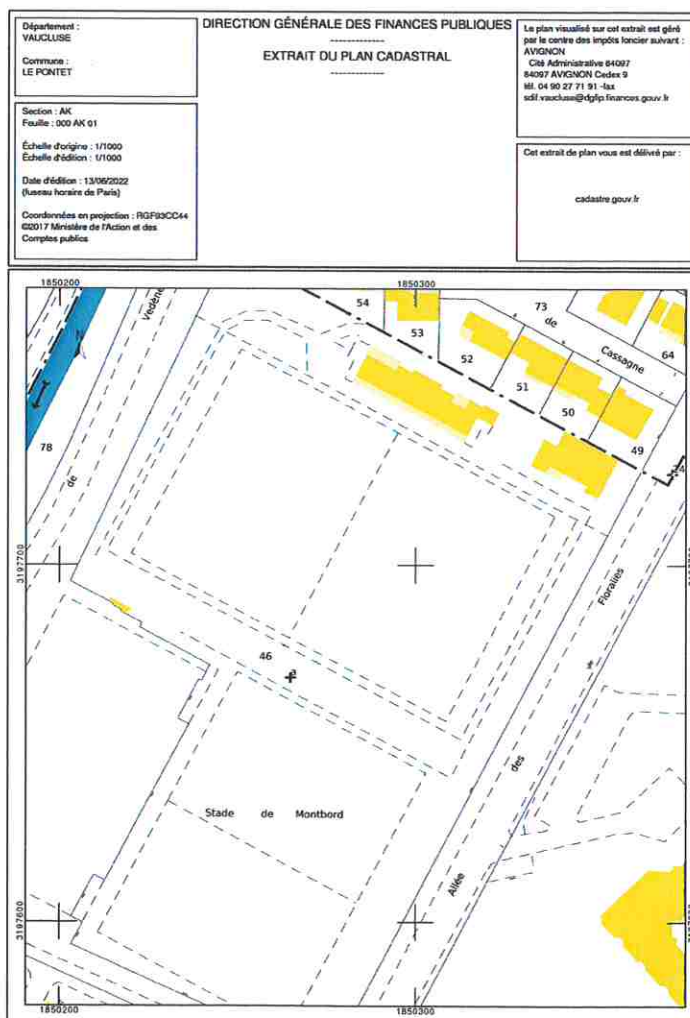 Département :
VAUCLUSE
Commune :
LE PONTET
Section : AK
Feuille : 000 AK 01
Échelle d'origine : 1/1000
Échelle d'édition : 1/1000
Date d'édition : 13/06/2022
(fuseau horaire de Paris)
Coordonnées en projection : RGF93CC44
©2017 Ministère de l'Action et des
Comptes publics
DIRECTION GÉNÉRALE DES FINANCES PUBLIQUES
-------------
EXTRAIT DU PLAN CADASTRAL
-------------
Le plan visualisé sur cet extrait est géré
par le centre des impôts foncier suivant :
AVIGNON
Cité Administrative 84097
84097 AVIGNON Cedex 9
tél. 04 90 27 71 91 -fax
sdif.vaucluse@dgfip.finances.gouv.fr
Cet extrait de plan vous est délivré par :
cadastre.gouv.fr
1850200
1850300
Vedène
de
78
54
53
52
51
50
49
73
de
Cassagne
64
3197700
46
Floralies
des
Allée
Stade de Montbord
3197600
1850200
1850300